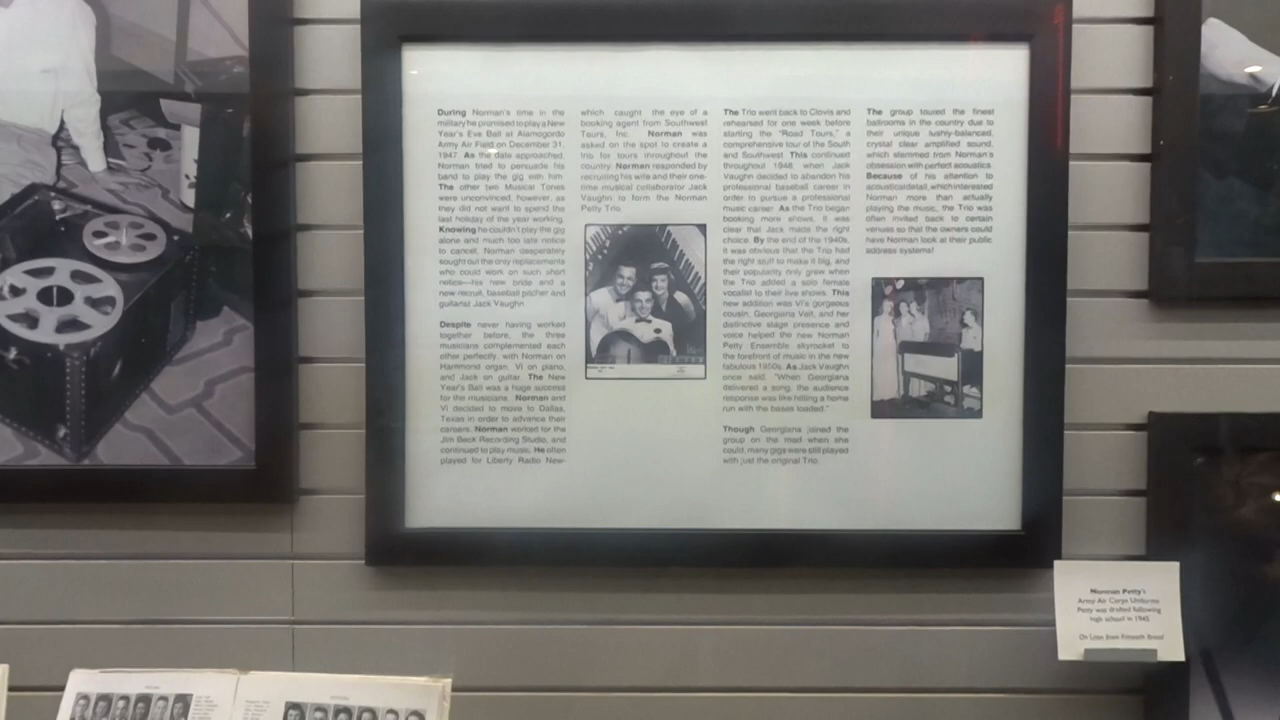 During Norman's time in the
military he promised to play a New
Year's Eve Ball at Alamogordo
Army Air Field on December 31,
1947. As the date approached,
Norman tried to persuade his
band to play the gig with him.
The other two Musical Tones
were unconvinced, however, as
they did not want to spend the
last holiday of the year working.
Knowing he couldn't play the gig
alone and much too late notice
to cancel, Norman desperately
sought out the only replacements
who could work on such short
notice—his new bride and a
new recruit, baseball pitcher and
guitarist Jack Vaughn.
Despite never having worked
together before, the three
musicians complemented each
other perfectly, with Norman on
Hammond organ, Vi on piano,
and Jack on guitar. The New
Year's Ball was a huge success
for the musicians. Norman and
Vi decided to move to Dallas,
Texas in order to advance their
careers. Norman worked for the
Jim Beck Recording Studio, and
continued to play music. He often
played for Liberty Radio New-
which caught the eye of a
booking agent from Southwest
Tours, Inc. Norman was
asked on the spot to create a
trio for tours throughout the
country. Norman responded by
recruiting his wife and their one-
time musical collaborator Jack
Vaughn to form the Norman
Petty Trio.
The Trio went back to Clovis and
rehearsed for one week before
starting the "Road Tours," a
comprehensive tour of the South
and Southwest. This continued
throughout 1948, when Jack
Vaughn decided to abandon his
professional baseball career in
order to pursue a professional
music career. As the Trio began
booking more shows, it was
clear that Jack made the right
choice. By the end of the 1940s,
it was obvious that the Trio had
the right stuff to make it big, and
their popularity only grew when
the Trio added a solo female
vocalist to their live shows. This
new addition was Vi's gorgeous
cousin, Georgiana Veit, and her
distinctive stage presence and
voice helped the new Norman
Petty Ensemble skyrocket to
the forefront of music in the new
fabulous 1950s. As Jack Vaughn
once said, "When Georgiana
delivered a song, the audience
response was like hitting a home
run with the bases loaded."
Though Georgiana joined the
group on the road when she
could, many gigs were still played
with just the original Trio.
The group toured the finest
ballrooms in the country due to
their unique lushly-balanced,
crystal clear amplified sound,
which stemmed from Norman's
obsession with perfect acoustics.
Because of his attention to
acoustical detail, which interested
Norman more than actually
playing the music, the Trio was
often invited back to certain
venues so that the owners could
have Norman look at their public
address systems!
Norman Petty's
Army Air Corps Uniforms
Petty was drafted following
high school in 1945
On Loan from Kenneth Broad